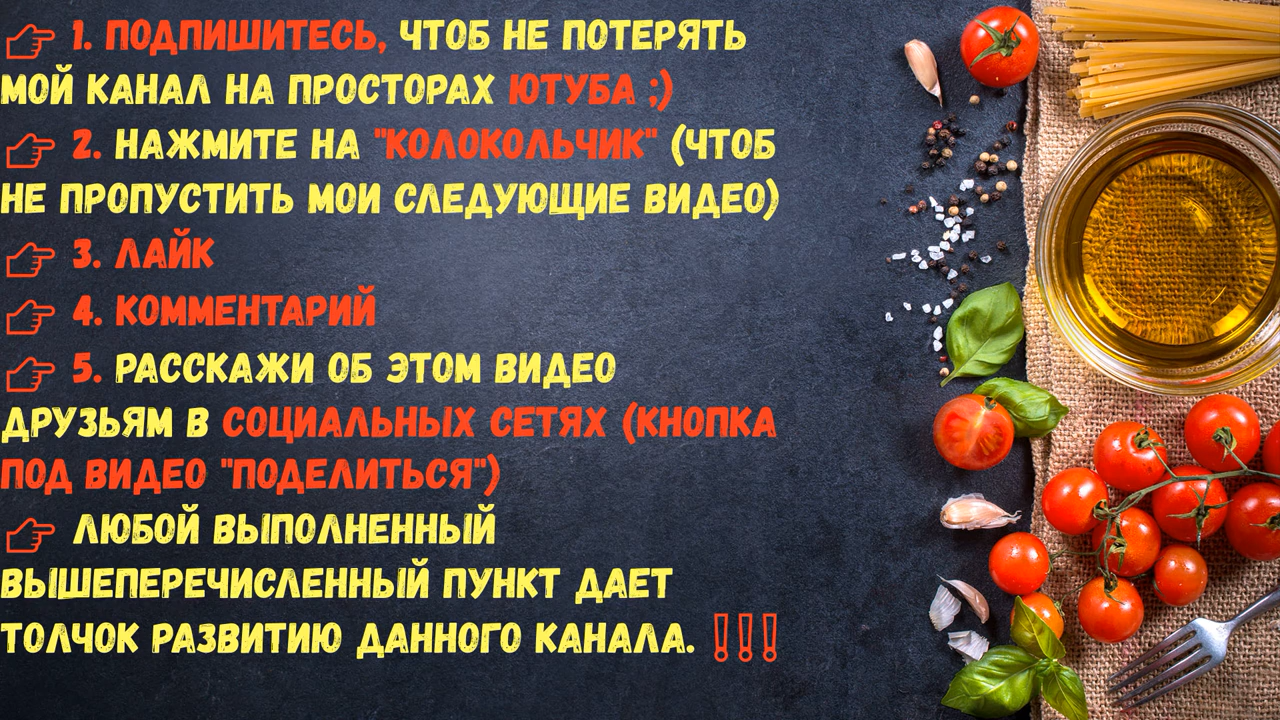 👉 1. ПОДПИШИТЕСЬ, ЧТОБ НЕ ПОТЕРЯТЬ
МОЙ КАНАЛ НА ПРОСТОРАХ ЮТУБА ;)
👉 2. НАЖМИТЕ НА "КОЛОКОЛЬЧИК" (ЧТОБ
НЕ ПРОПУСТИТЬ МОИ СЛЕДУЮЩИЕ ВИДЕО)
👉 3. ЛАЙК
👉 4. КОММЕНТАРИЙ
👉 5. РАССКАЖИ ОБ ЭТОМ ВИДЕО
ДРУЗЬЯМ В СОЦИАЛЬНЫХ СЕТЯХ (КНОПКА
ПОД ВИДЕО "ПОДЕЛИТЬСЯ")
👉 ЛЮБОЙ ВЫПОЛНЕННЫЙ
ВЫШЕПЕРЕЧИСЛЕННЫЙ ПУНКТ ДАЕТ
ТОЛЧОК РАЗВИТИЮ ДАННОГО КАНАЛА. !!!